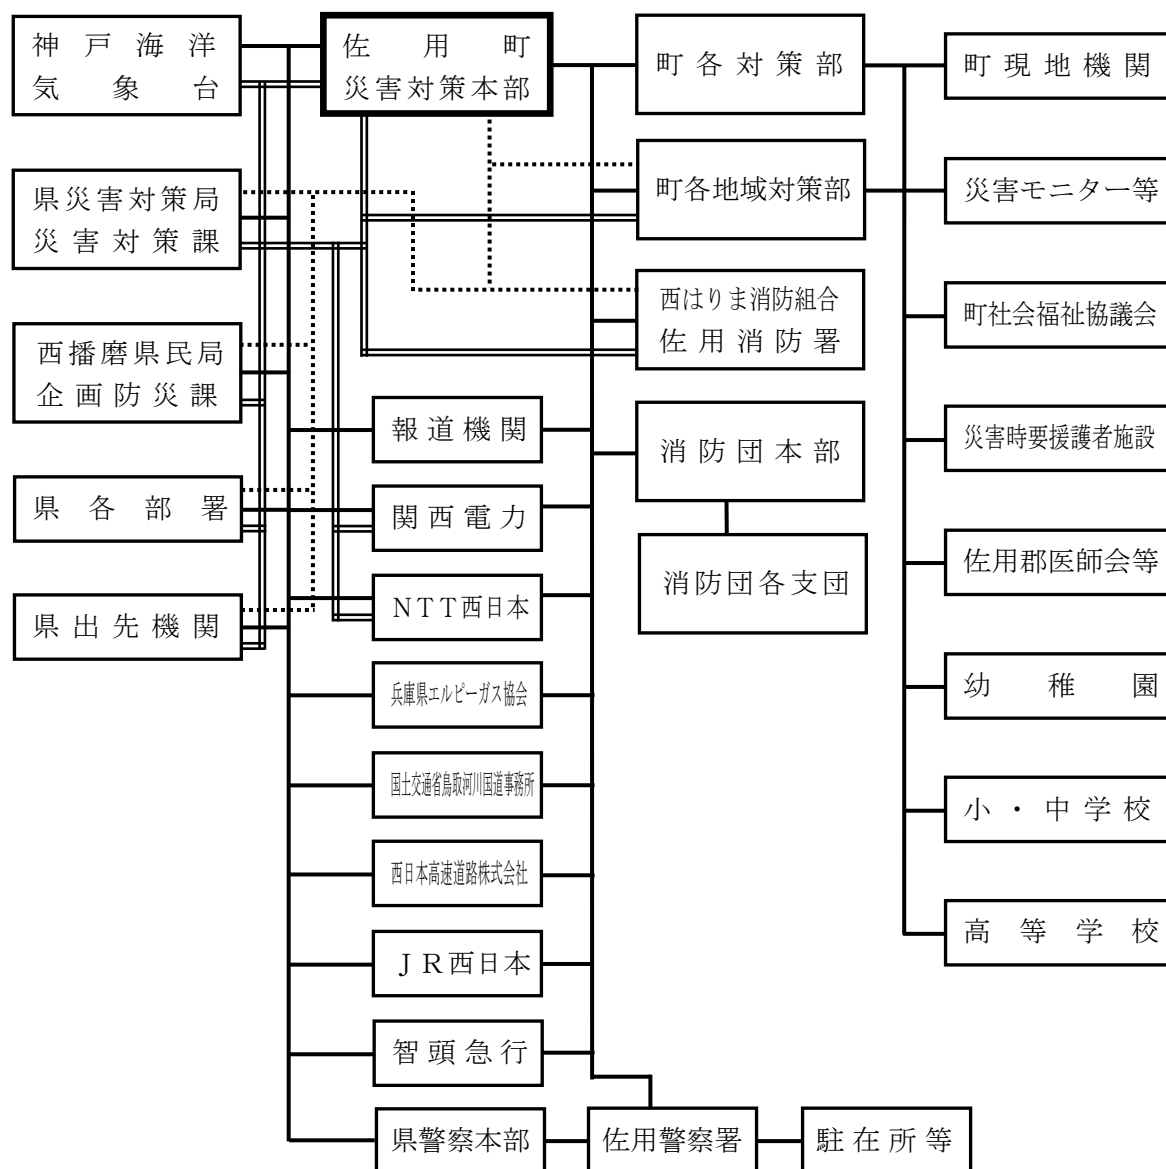 神戸海洋
気象台
佐用町
災害対策本部
町各対策部
町現地機関
県災害対策局
災害対策課
町各地域対策部
災害モニター等
西はりま消防組合
佐用消防署
町社会福祉協議会
西播磨県民局
企画防災課
報道機関
消防団本部
災害時要援護者施設
県各部署
関西電力
消防団各支団
佐用郡医師会等
県出先機関
NTT西日本
兵庫県エルピーガス協会
幼稚園
国土交通省鳥取河川国道事務所
小・中学校
西日本高速道路株式会社
高等学校
JR西日本
智頭急行
県警察本部
佐用警察署
駐在所等